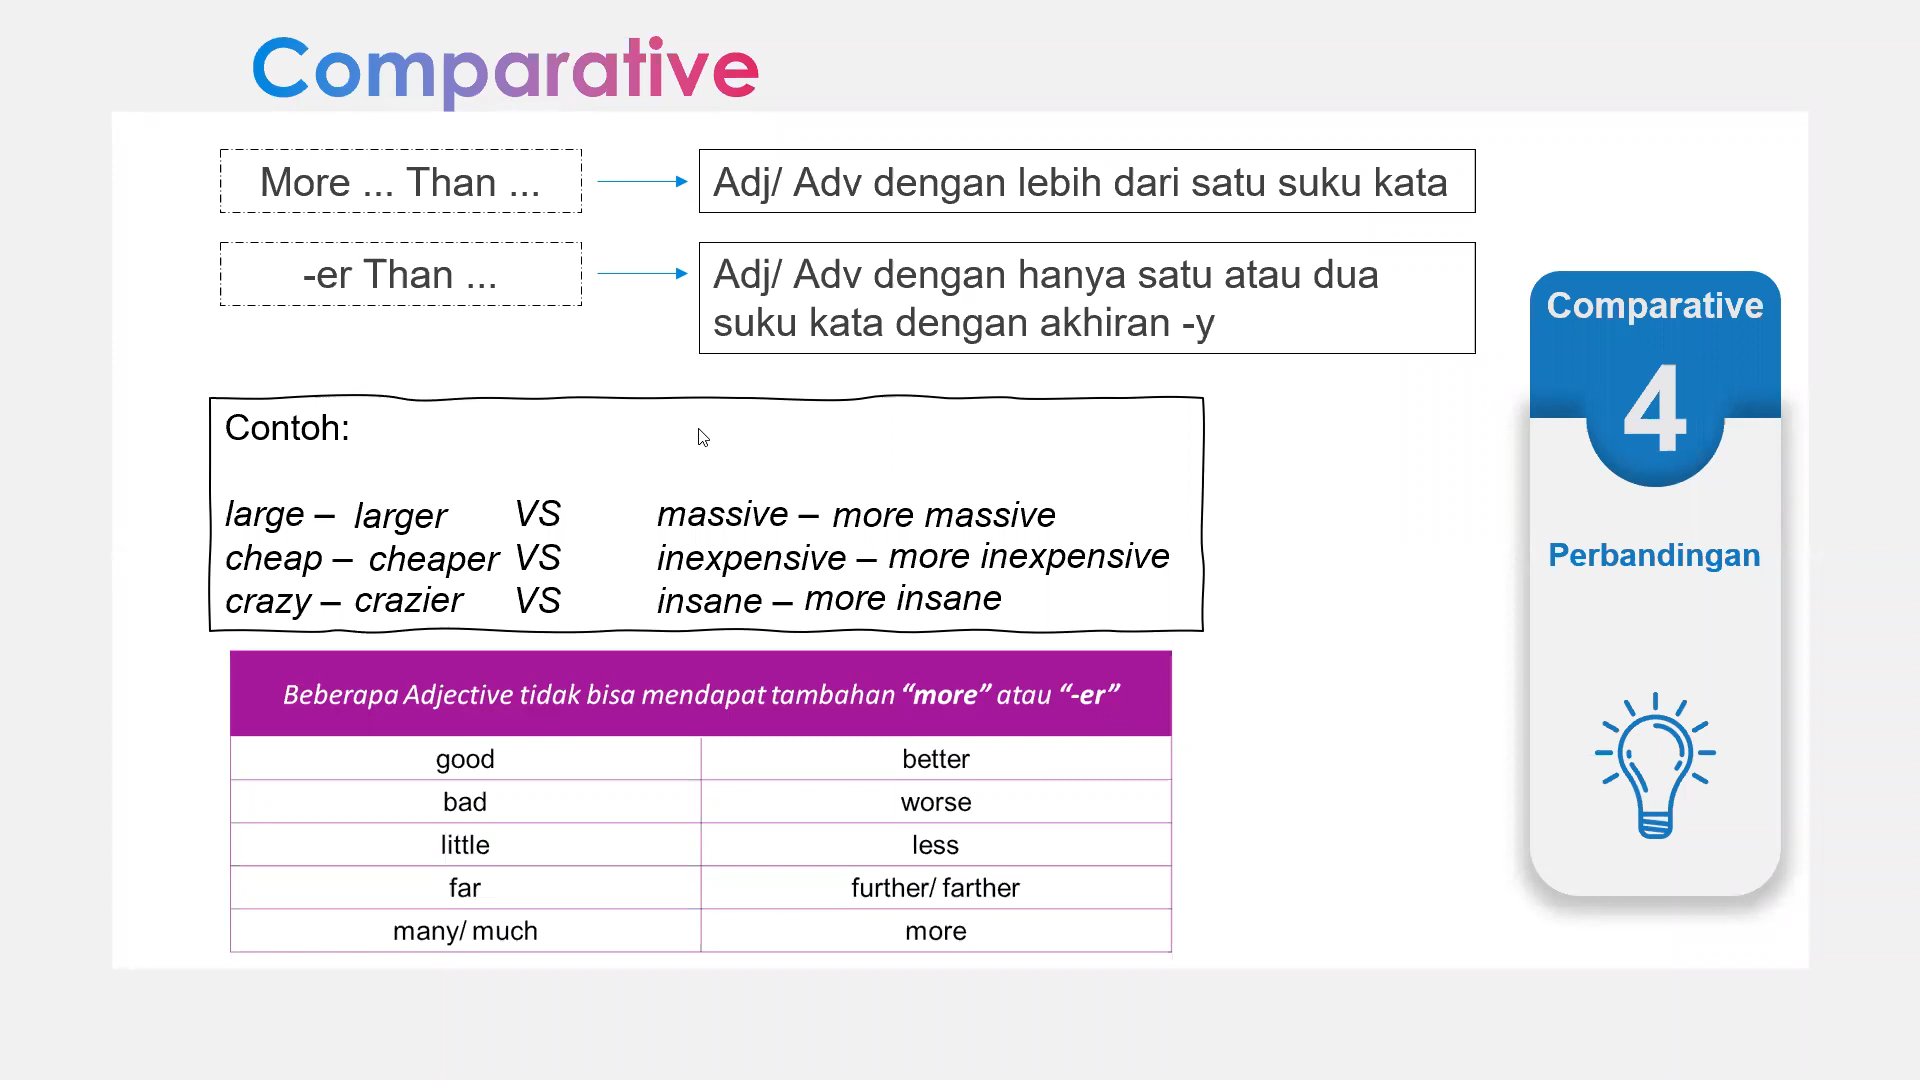 Comparative
More ... Than ...
Adj/ Adv dengan lebih dari satu suku kata
-er Than ...
Adj/ Adv dengan hanya satu atau dua
suku kata dengan akhiran -y
Contoh:
large – larger VS massive – more massive
cheap – cheaper VS inexpensive – more inexpensive
crazy – crazier VS insane – more insane
Beberapa Adjective tidak bisa mendapat tambahan “more” atau “-er”
good better
bad worse
little less
far further/ farther
many/ much more
Comparative
4
Perbandingan